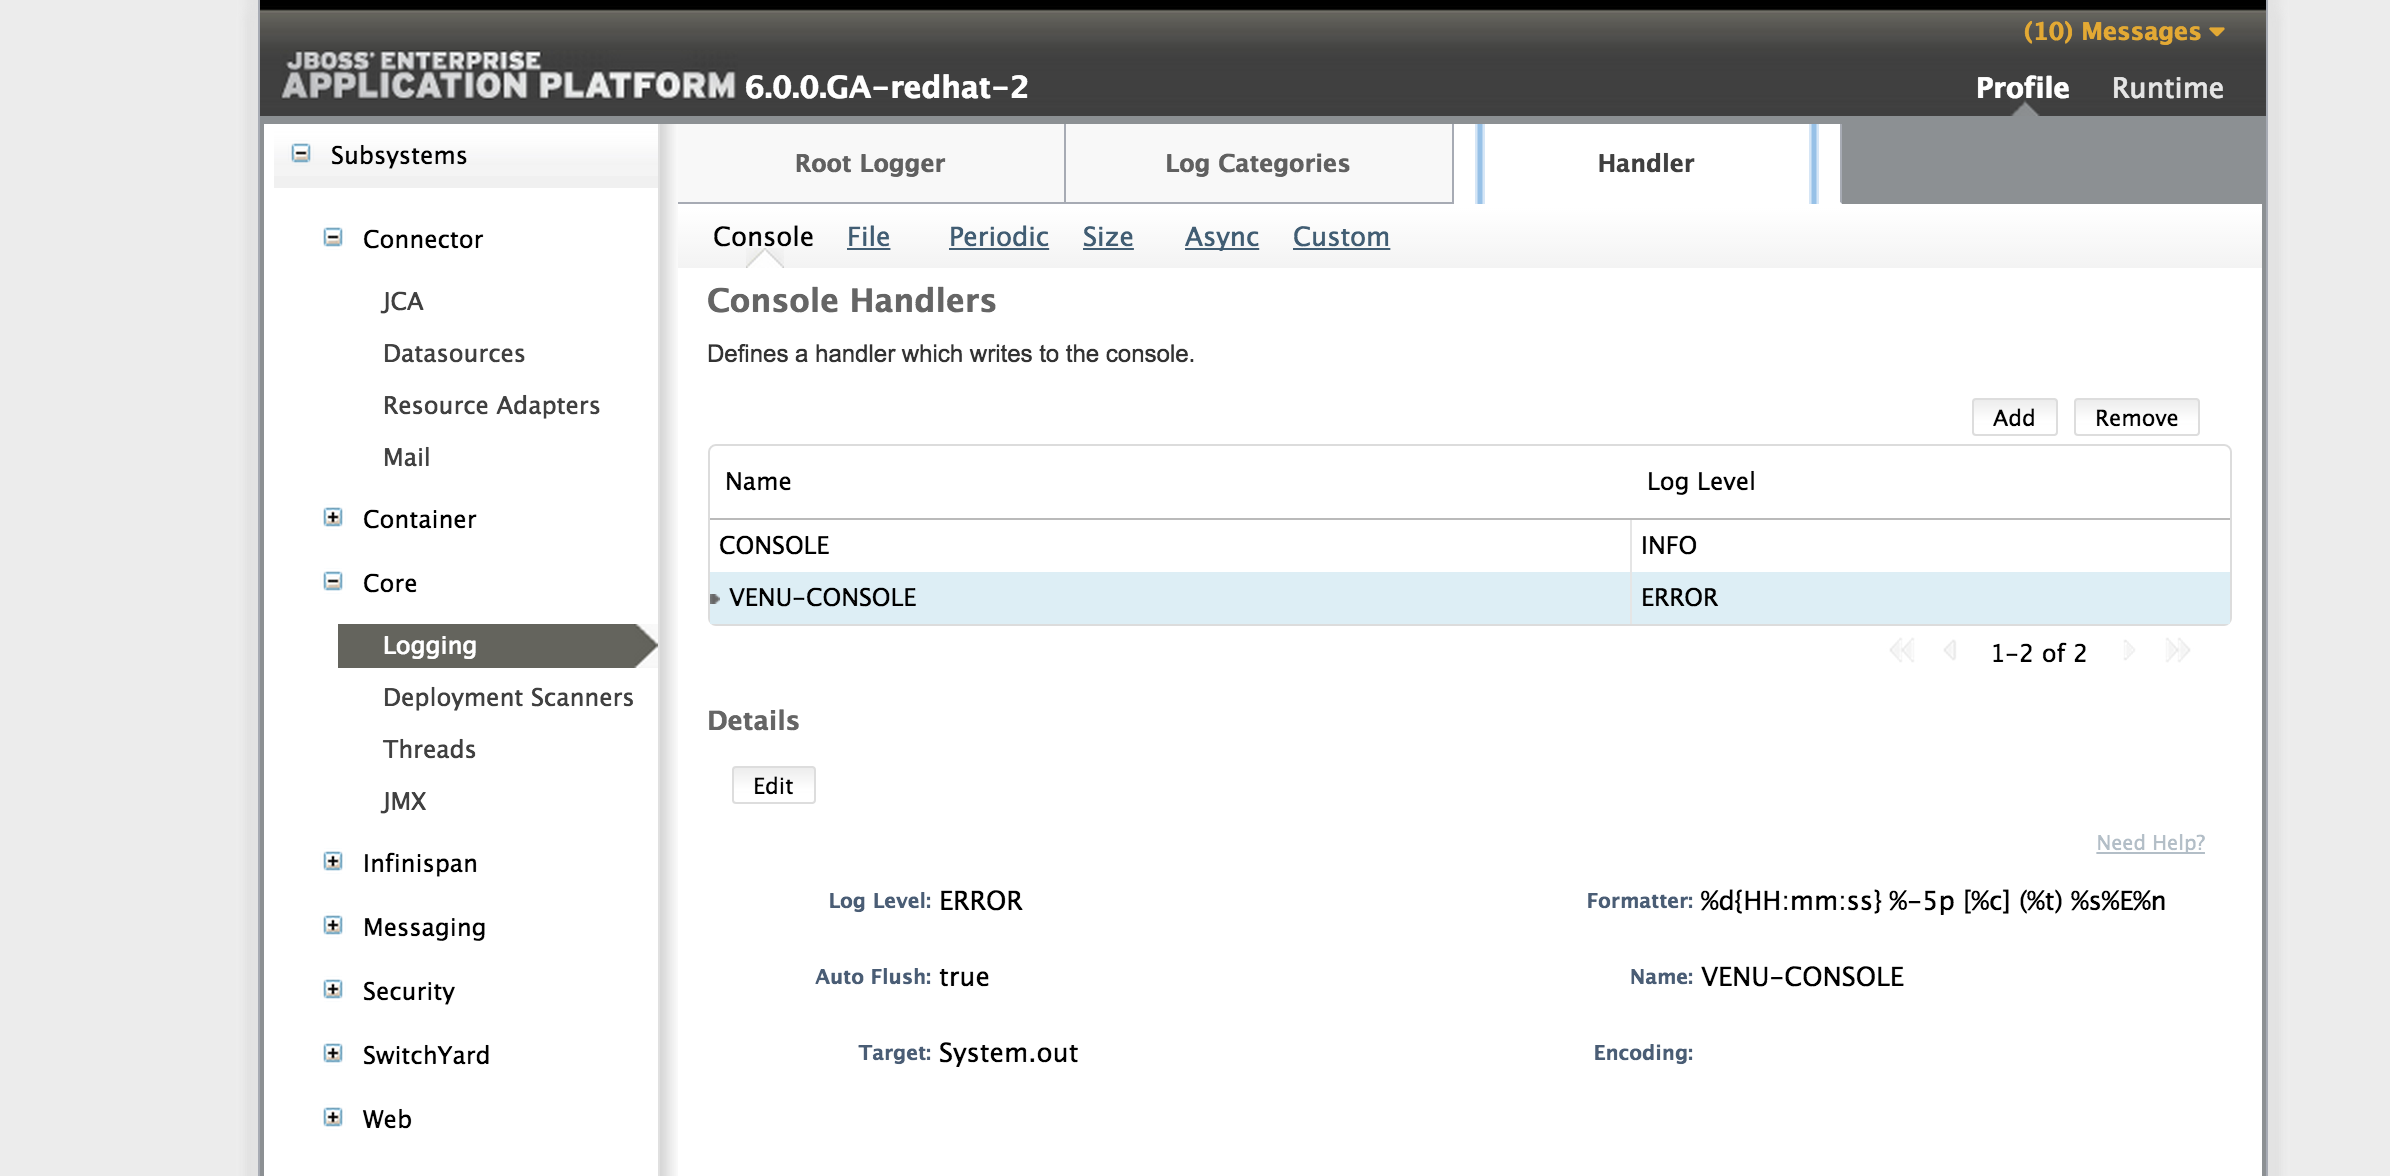 (10) Messages
JBOSS' ENTERPRISE
APPLICATION PLATFORM 6.0.0.GA-redhat-2
Profile Runtime
Subsystems
Connector
JCA
Datasources
Resource Adapters
Mail
Container
Core
Logging
Deployment Scanners
Threads
JMX
Infinispan
Messaging
Security
SwitchYard
Web
Root Logger Log Categories Handler
Console File Periodic Size Async Custom
Console Handlers
Defines a handler which writes to the console.
Add Remove
Name Log Level
CONSOLE INFO
VENU-CONSOLE ERROR
1-2 of 2
Details
Edit
Need Help?
Log Level: ERROR Formatter: %d{HH:mm:ss} %-5p [%c] (%t) %s%E%n
Auto Flush: true Name: VENU-CONSOLE
Target: System.out Encoding: